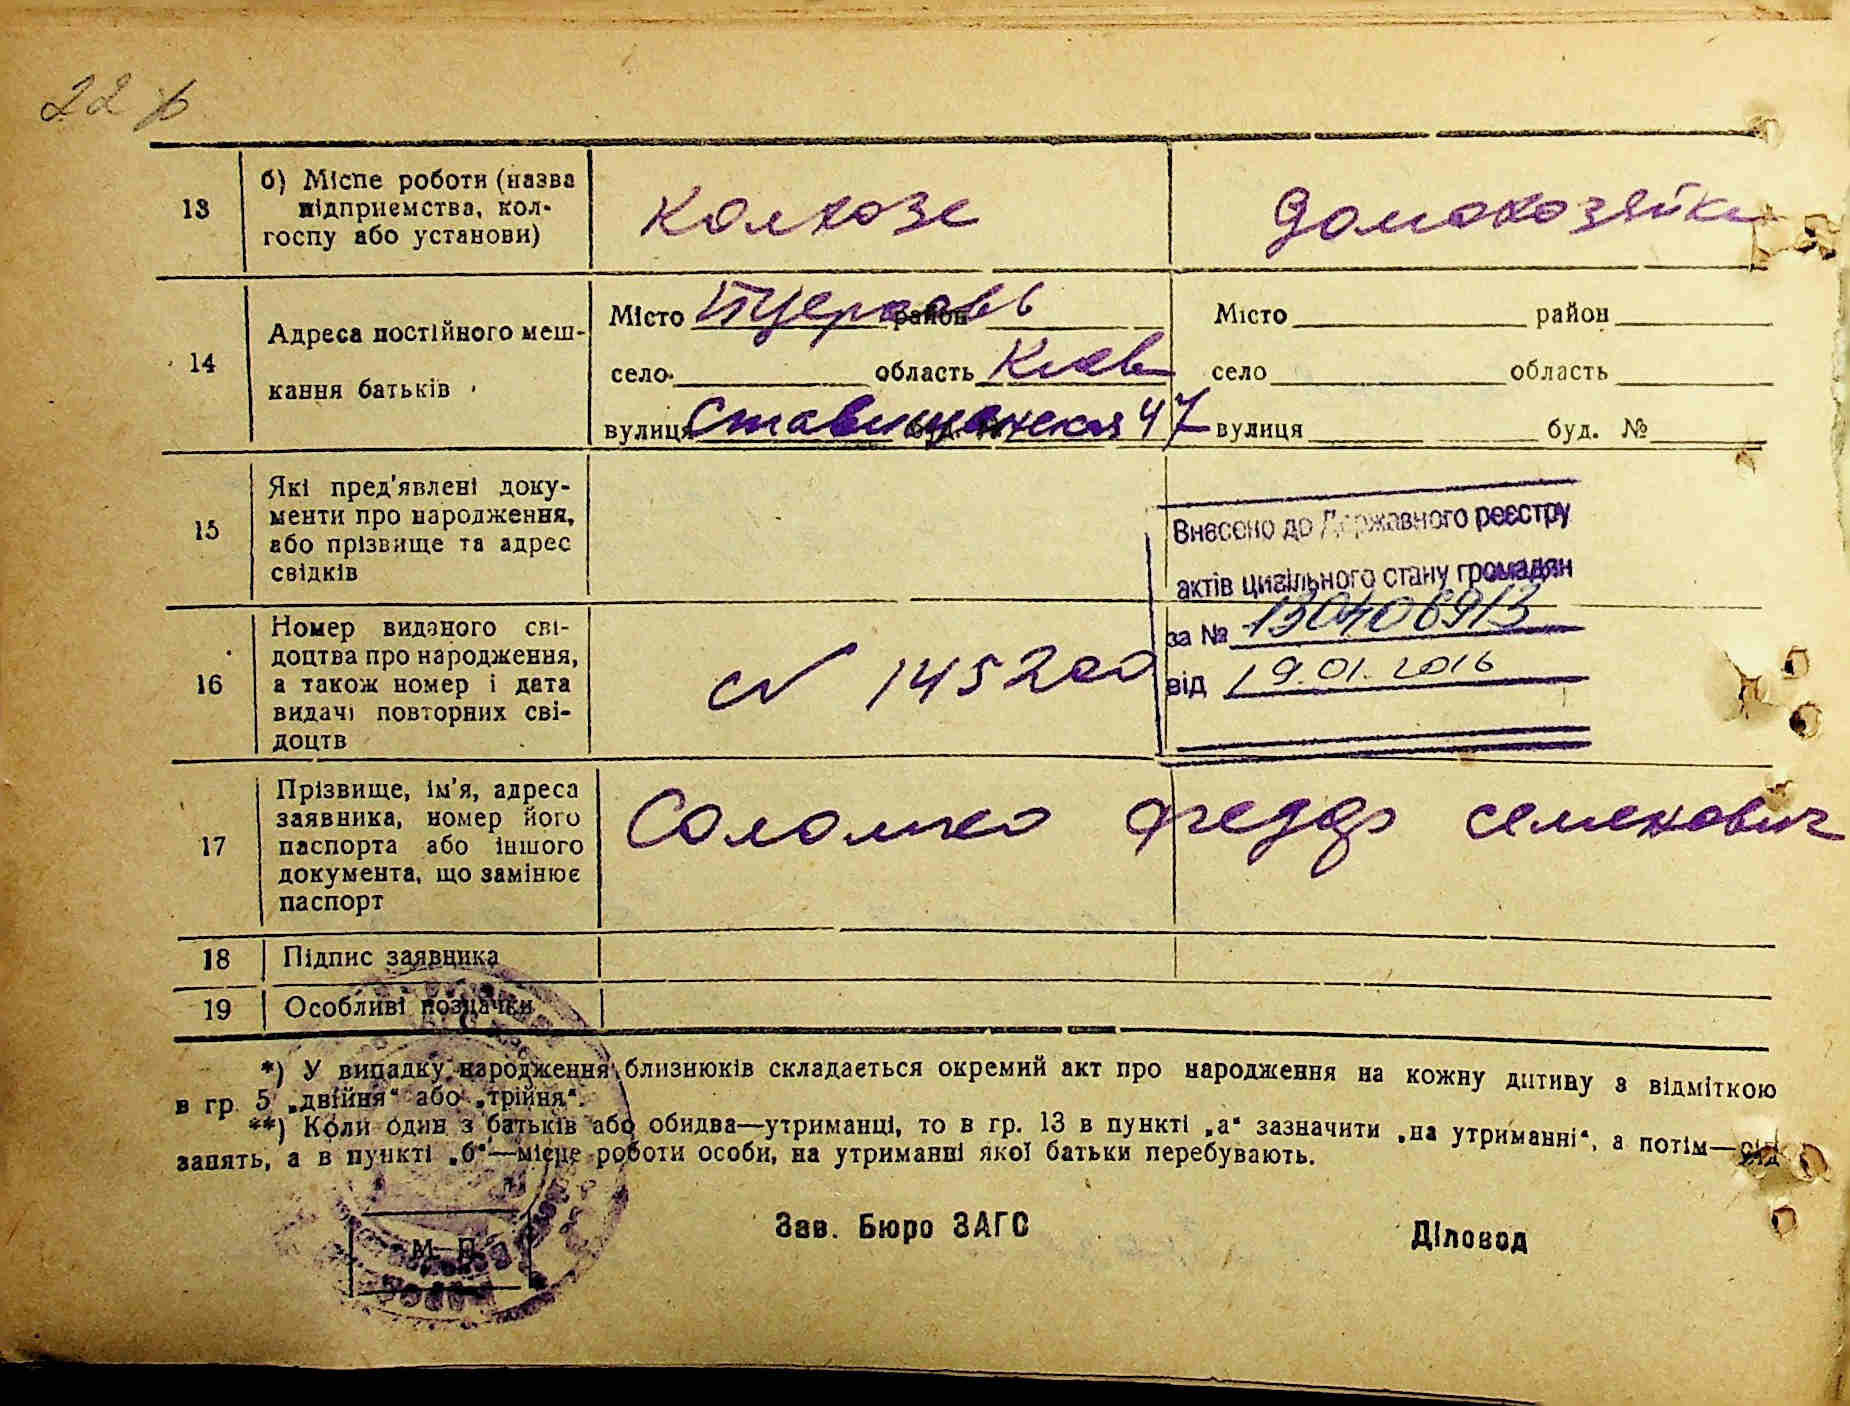 22 р
13
б) Місце роботи (назва
підприємства, кол-
госпу або установи)
колхозе
домохозяйка
14
Адреса постійного меш-
кання батьків
Місто район
село область Киев
вулиця Ставищанская 47
Місто район
село область
вулиця буд. №
15
Які пред'явлені доку-
менти про народження,
або прізвище та адрес
свідків
Внесено до Державного реєстру
актів цивільного стану громадян
за № 130406913
від 19.01.2016
16
Номер виданого сві-
доцтва про народження,
а також номер і дата
видачі повторних сві-
доцтв
N 145200
17
Прізвище, ім'я, адреса
заявника, номер його
паспорта або іншого
документа, що замінює
паспорт
Соломко Федор Семенович
18 Підпис заявника
19 Особливі позначки
*) У випадку народження близнюків складається окремий акт про народження на кожну дитину з відміткою
в гр. 5 „двійня“ або „трійня“.
**) Коли один з батьків або обидва—утриманці, то в гр. 13 в пункті „а“ зазначити „на утриманні“, а потім—рід
занять, а в пункті „б“—місце роботи особи, на утриманні якої батьки перебувають.
М. П.
Зав. Бюро ЗАГС
Діловод